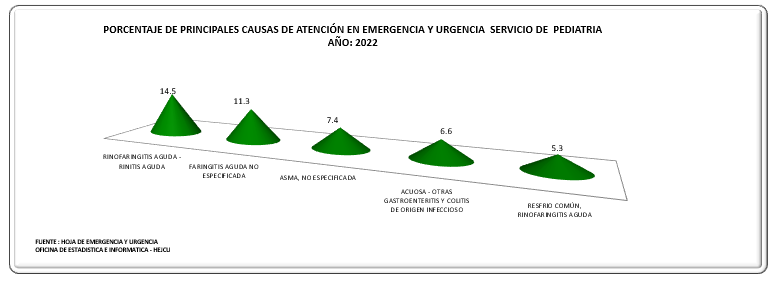 PORCENTAJE DE PRINCIPALES CAUSAS DE ATENCIÓN EN EMERGENCIA Y URGENCIA SERVICIO DE PEDIATRIA
AÑO: 2022
14.5
11.3
7.4
6.6
5.3
RINOFARINGITIS AGUDA -
RINITIS AGUDA
FARINGITIS AGUDA NO
ESPECIFICADA
ASMA, NO ESPECIFICADA
ACUOSA - OTRAS
GASTROENTERITIS Y COLITIS
DE ORIGEN INFECCIOSO
RESFRIO COMÚN,
RINOFARINGITIS AGUDA
FUENTE : HOJA DE EMERGENCIA Y URGENCIA
OFICINA DE ESTADISTICA E INFORMATICA - HEJCU